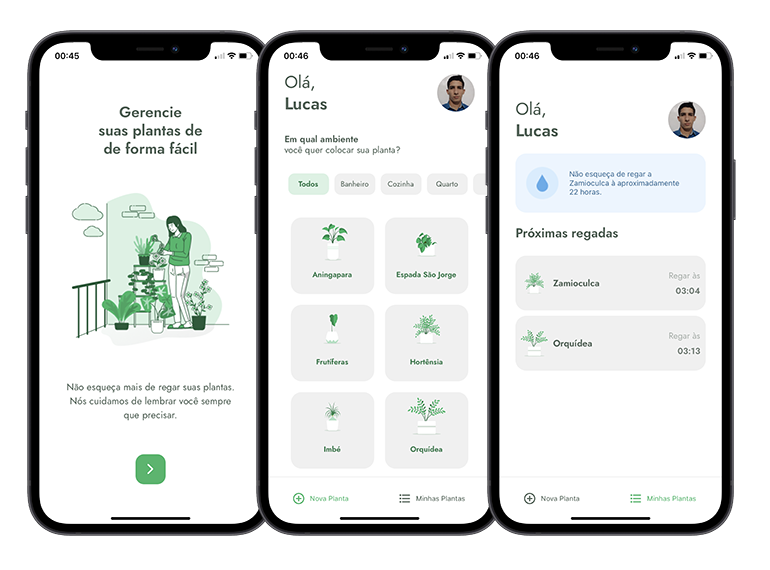 00:45
Gerencie
suas plantas de
de forma fácil
Não esqueça mais de regar suas plantas.
Nós cuidamos de lembrar você sempre
que precisar.
00:46
Olá,
Lucas
Em qual ambiente
você quer colocar sua planta?
Todos Banheiro Cozinha Quarto
Aningapara Espada São Jorge
Frutíferas Hortênsia
Imbé Orquídea
Nova Planta Minhas Plantas
00:46
Olá,
Lucas
Não esqueça de regar a
Zamioculca à aproximadamente
22 horas.
Próximas regadas
Zamioculca
Regar às
03:04
Orquídea
Regar às
03:13
Nova Planta Minhas Plantas